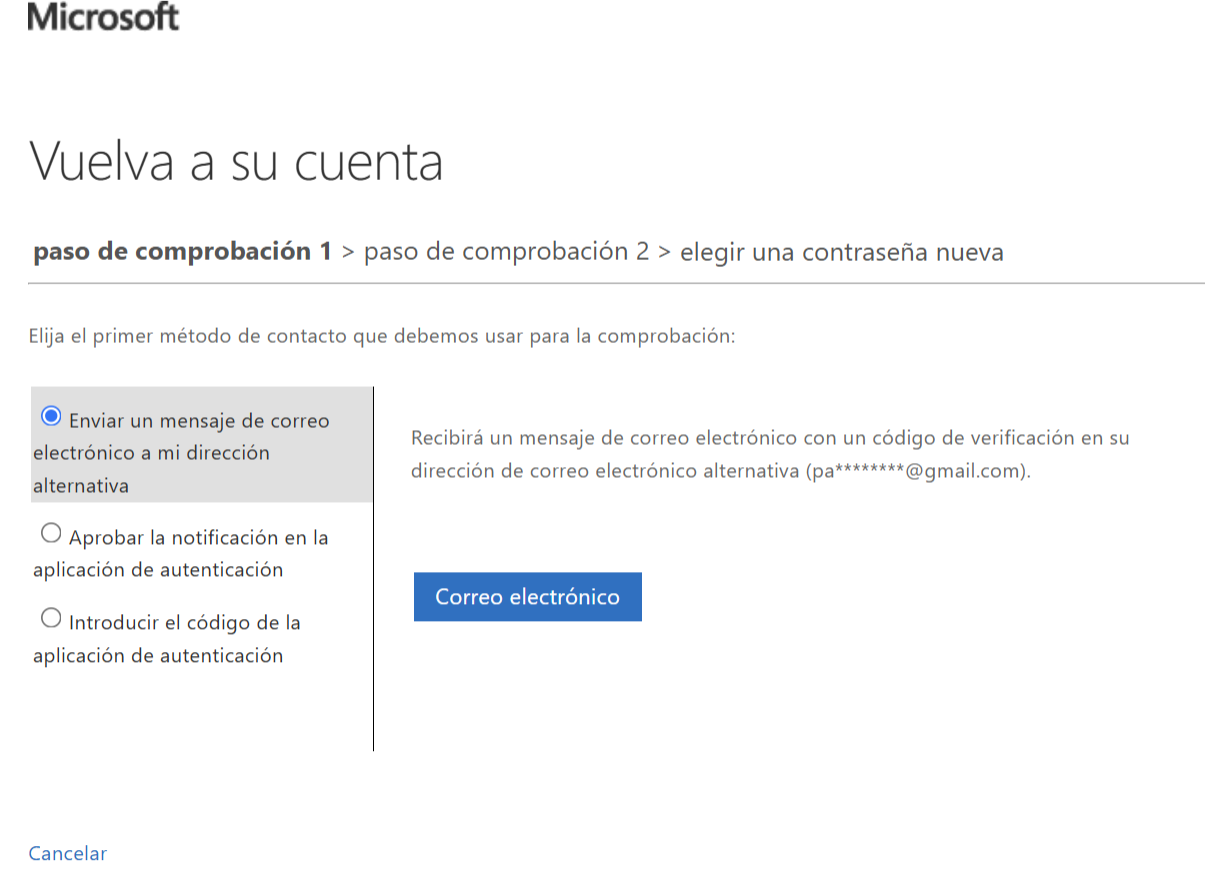 Microsoft
Vuelva a su cuenta
paso de comprobación 1 > paso de comprobación 2 > elegir una contraseña nueva
Elija el primer método de contacto que debemos usar para la comprobación:
Enviar un mensaje de correo
electrónico a mi dirección
alternativa
Aprobar la notificación en la
aplicación de autenticación
Introducir el código de la
aplicación de autenticación
Recibirá un mensaje de correo electrónico con un código de verificación en su
dirección de correo electrónico alternativa (pa********@gmail.com).
Correo electrónico
Cancelar